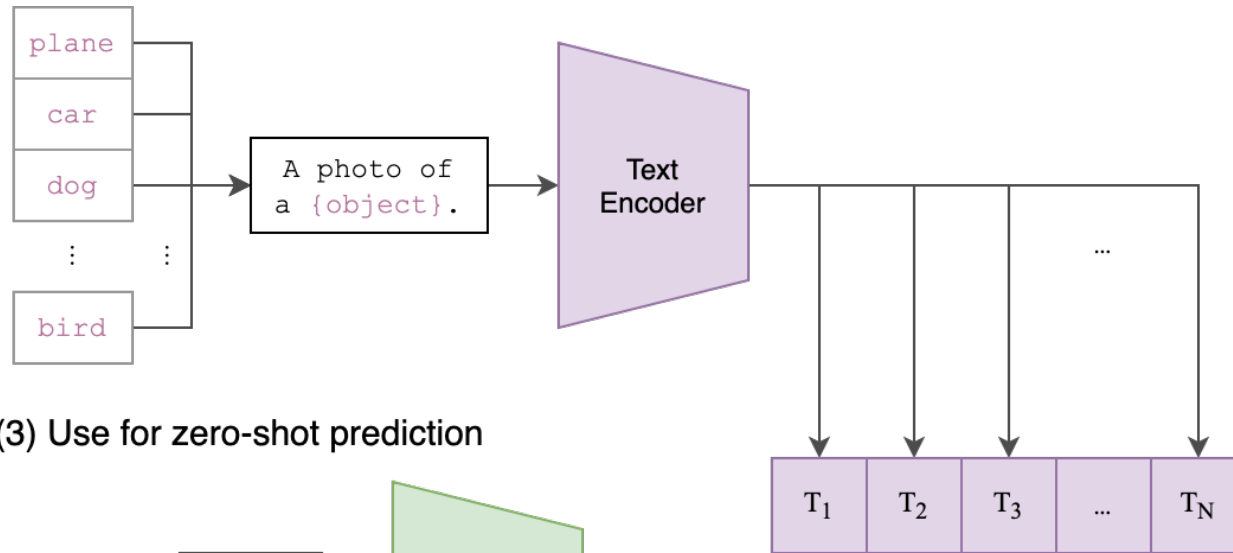 plane
car
dog
⋮ ⋮
bird
A photo of
a {object}.
Text
Encoder
...
(3) Use for zero-shot prediction
T1 T2 T3 ... TN